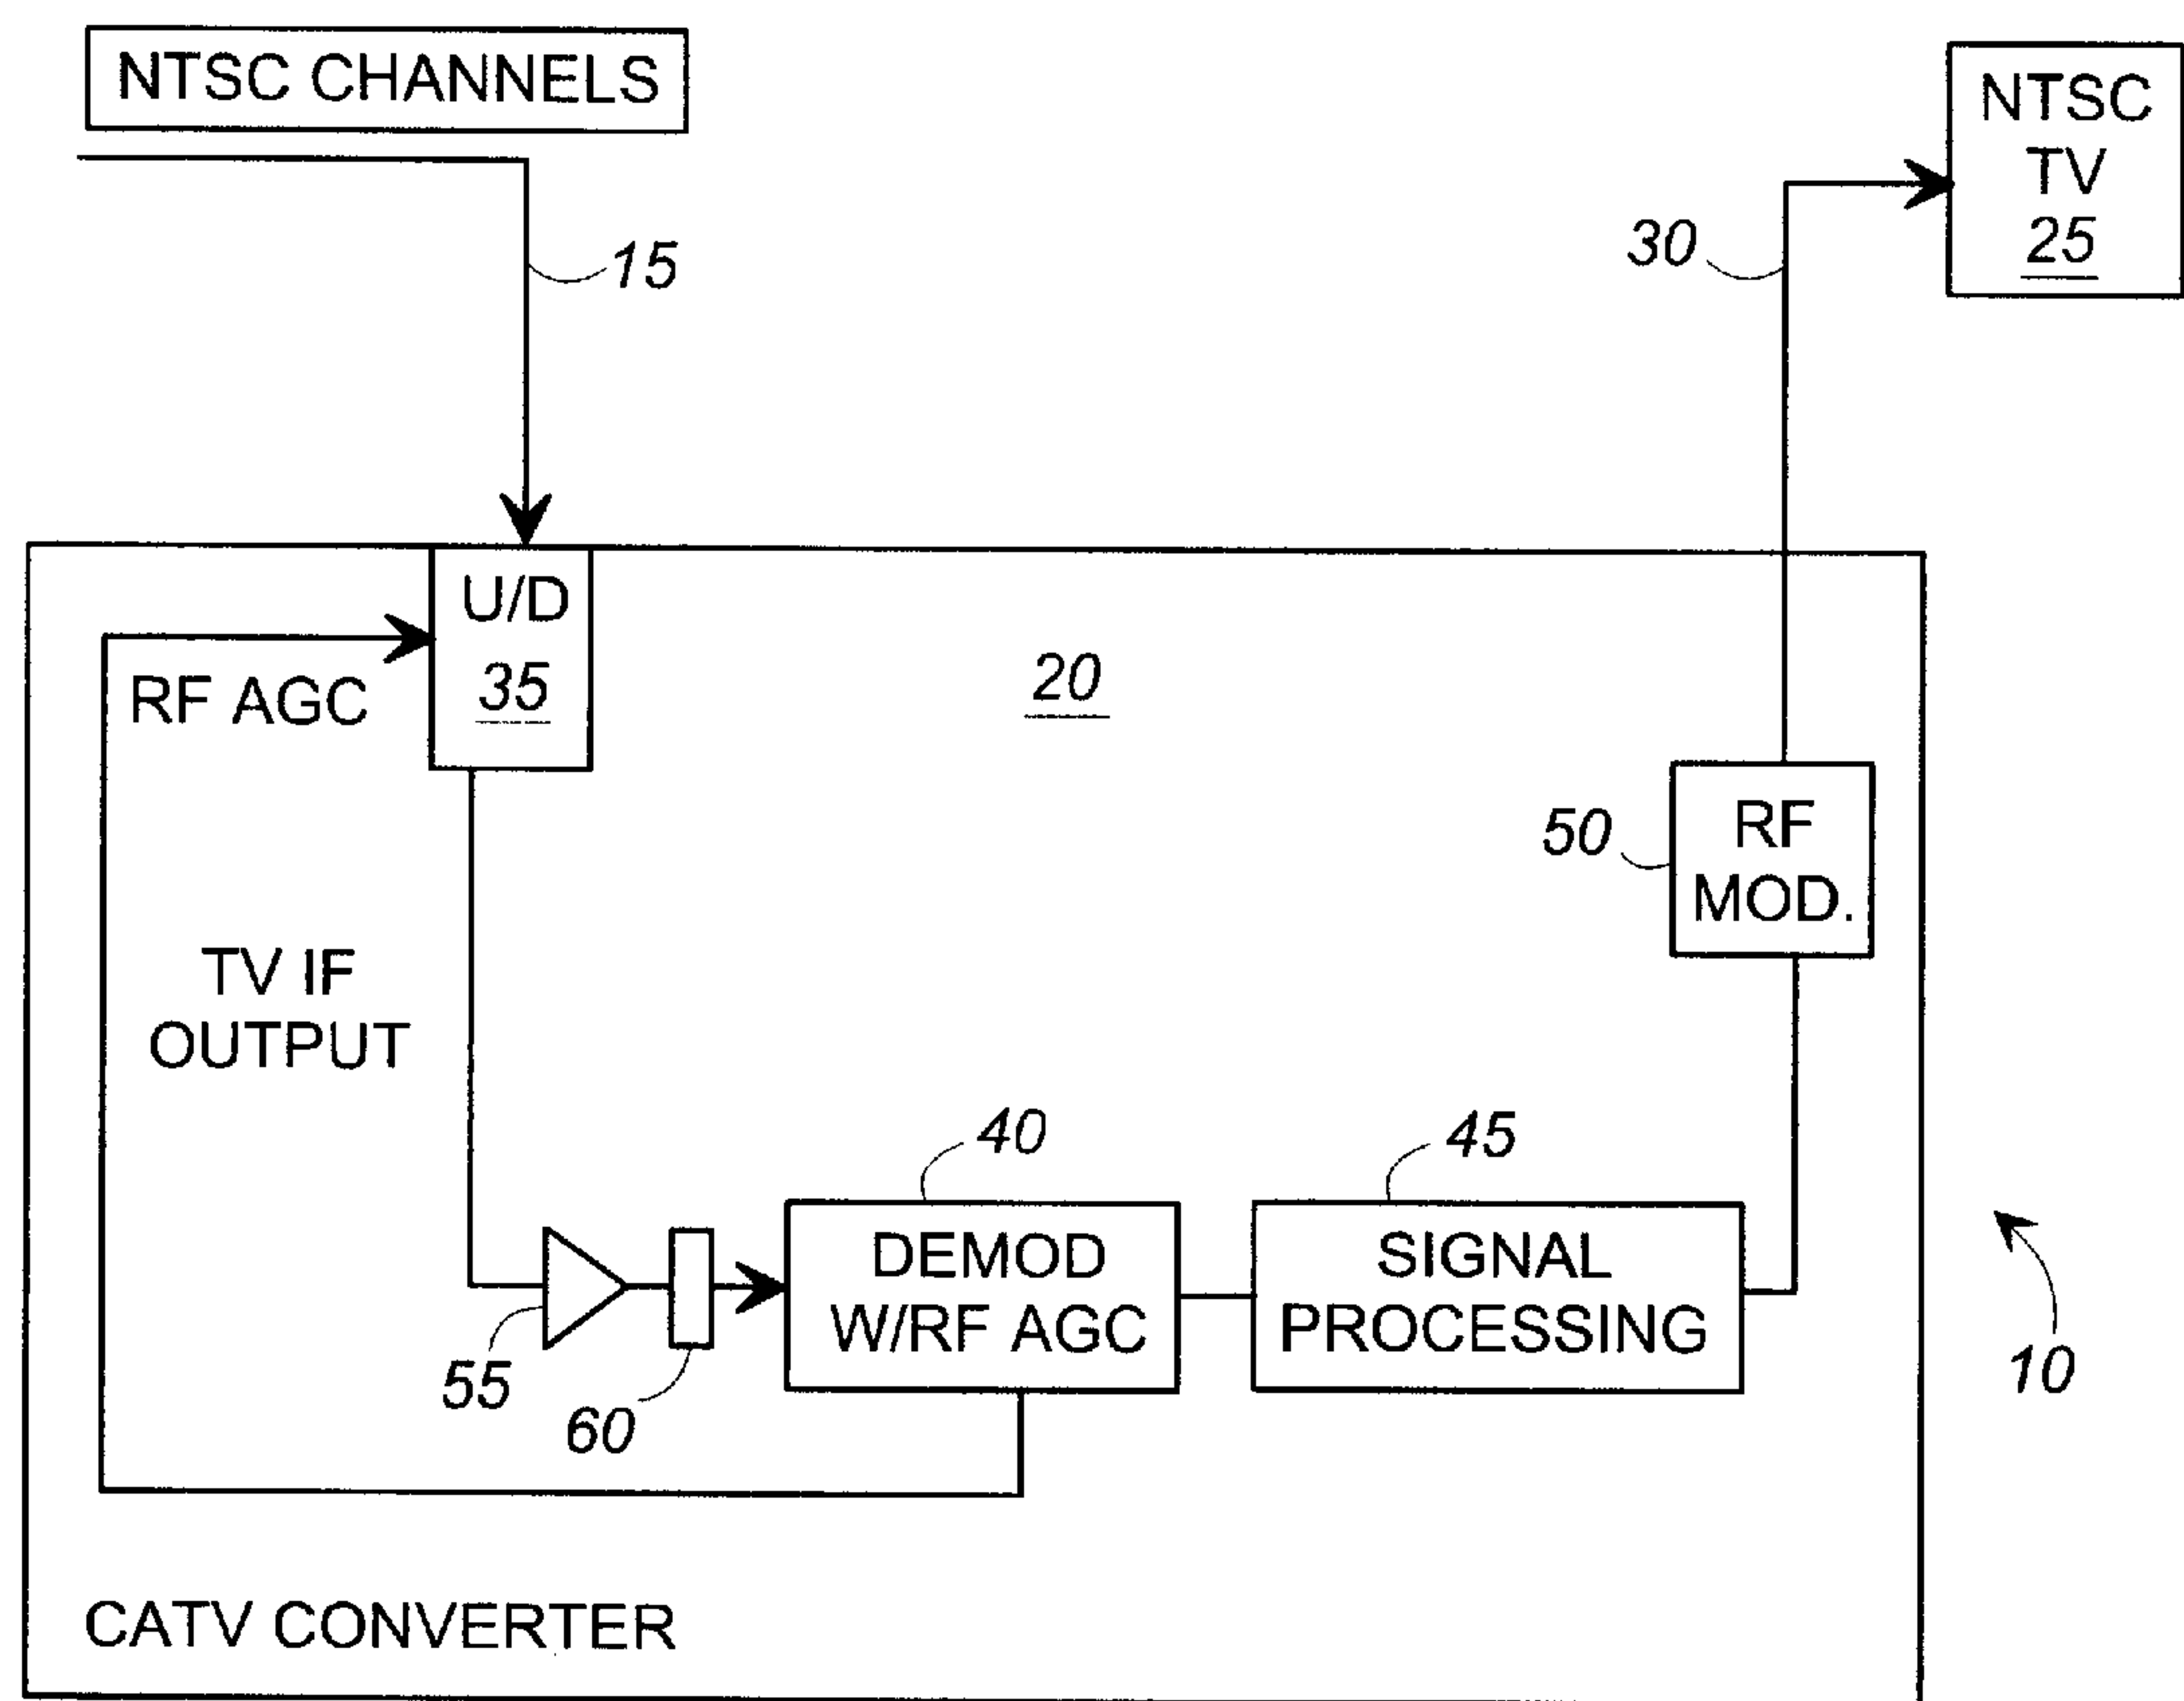 NTSC CHANNELS
NTSC
TV
25
15
30
U/D
35
RF AGC
20
50
RF
MOD.
TV IF
OUTPUT
40
45
DEMOD
W/RF AGC
SIGNAL
PROCESSING
55
60
10
CATV CONVERTER